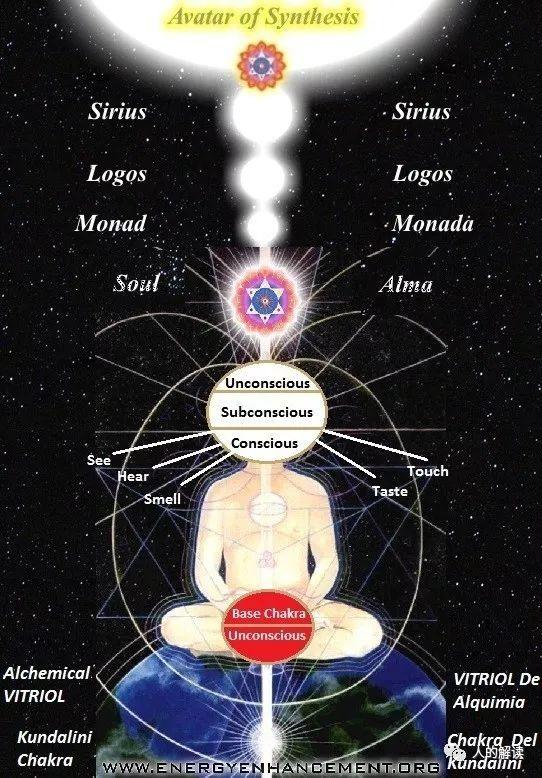 Avatar of Synthesis
Sirius
Sirius
Logos
Logos
Monad
Monada
Soul
Alma
Unconscious
Subconscious
Conscious
See
Hear
Smell
Touch
Taste
Base Chakra
Unconscious
Alchemical
VITRIOL
VITRIOL De
Alquimia
Kundalini
Chakra
Chakra Del
Kundalini
人的解读
WWW.ENERGYENHANCEMENT.ORG